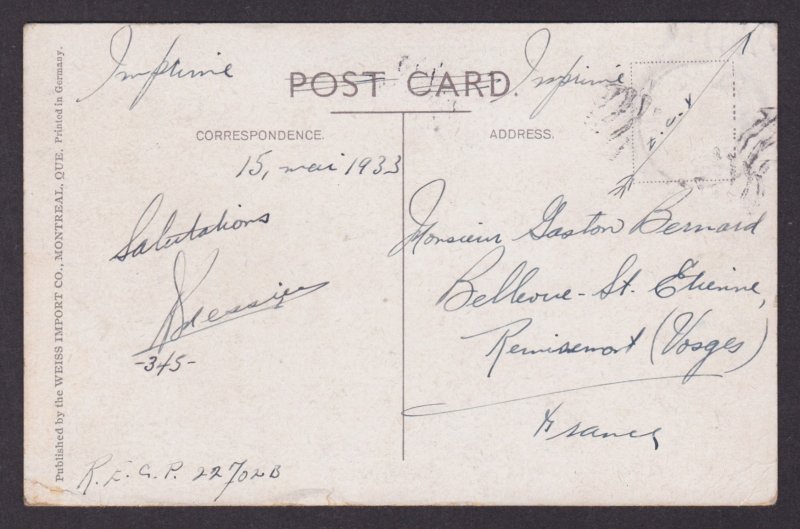 Imprimé
POST CARD.
Imprimé
T.C.V
CORRESPONDENCE.
ADDRESS.
15, mai 1933
Salutations
-345-
Monsieur Gaston Bernard
Bellevue-St. Etienne,
Remiremont (Vosges)
France
R.E.G.P. 22702B
Published by the WEISS IMPORT CO., MONTREAL, QUE. Printed in Germany.